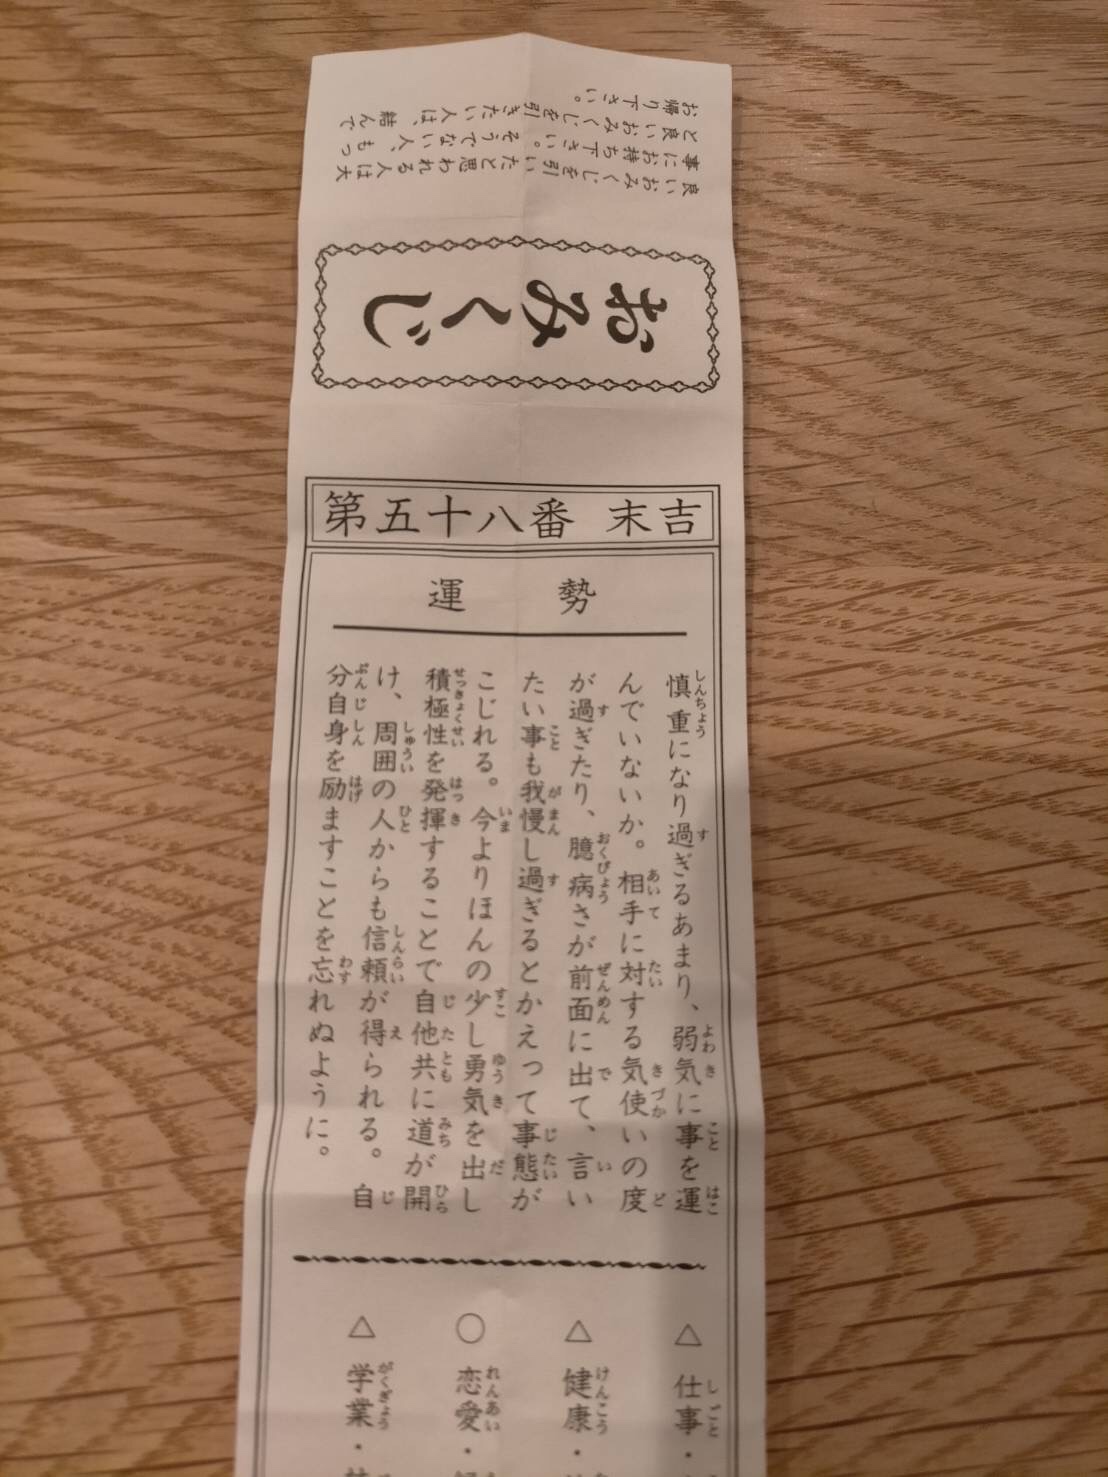 良いおみくじを引いたと思われる人は大
事にお持ち下さい。そうでない人、もっ
と良いおみくじを引きたい人は、結んで
お帰り下さい。
おみくじ
第五十八番 末吉
運勢
慎重になり過ぎるあまり、弱気に事を運
んでいないか。相手に対する気使いの度
が過ぎたり、臆病さが前面に出て、言い
たい事も我慢し過ぎるとかえって事態が
こじれる。今よりほんの少し勇気を出し
積極性を発揮することで自他共に道が開
け、周囲の人からも信頼が得られる。自
分自身を励ますことを忘れぬように。
△ 仕事・
△ 健康・
○ 恋愛・
△ 学業・